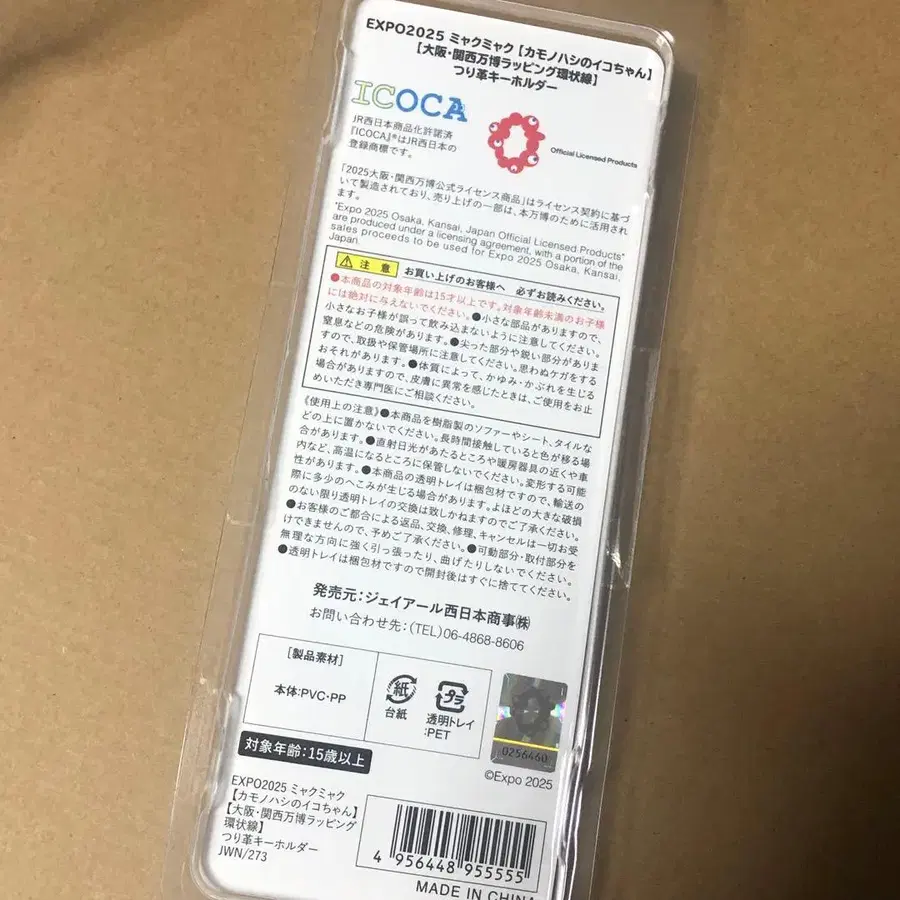 EXPO2025 ミャクミャク【カモノハシのイコちゃん】
【大阪・関西万博ラッピング環状線】
つり革キーホルダー
ICOCA
JR西日本商品化許諾済
『ICOCA』®はJR西日本の
登録商標です。
Official Licensed Products
「2025大阪・関西万博公式ライセンス商品」はライセンス契約に基づ
いて製造されており、売り上げの一部は、本万博のために活用され
ます。
"Expo 2025 Osaka, Kansai, Japan Official Licensed Products"
are produced under a licensing agreement, with a portion of the
sales proceeds to be used for Expo 2025 Osaka, Kansai,
Japan.
注意 お買い上げのお客様へ 必ずお読みください。
●本商品の対象年齢は15才以上です。対象年齢未満のお子様
には絶対に与えないでください。●小さな部品がありますので、
小さなお子様が誤って飲み込まないように注意してください。
窒息などの危険があります。●尖った部分や鋭い部分がありま
すので、取扱や保管場所に注意してください。思わぬケガをする
おそれがあります。●体質によって、かゆみ・かぶれを生じる
場合がありますので、皮膚に異常を感じたときは、ご使用をお止
めいただき専門医にご相談ください。
《使用上の注意》●本商品を樹脂製のソファーやシート、タイルな
どの上に置かないでください。長時間接触していると色が移る場
合があります。●直射日光があたるところや暖房器具の近くや車
内など、高温になるところに保管しないでください。変形する可能
性があります。●本商品の透明トレイは梱包材ですので、輸送の
際に多少のへこみが生じる場合があります。よほどの大きな破損
のない限り透明トレイの交換は致しかねますのでご了承ください。
●お客様のご都合による返品、交換、修理、キャンセルは一切お受
けできませんので、予めご了承ください。●可動部分・取付部分を
無理な方向に強く引っ張ったり、曲げたりしないでください。
●透明トレイは梱包材ですので開封後はすぐに捨ててください。
発売元：ジェイアール西日本商事㈱
お問い合わせ先：(TEL)06-4868-8606
［製品素材］
本体：PVC・PP
紙
台紙
プラ
透明トレイ
：PET
0256460
©Expo 2025
対象年齢：15歳以上
EXPO2025 ミャクミャク
【カモノハシのイコちゃん】
【大阪・関西万博ラッピング
環状線】
つり革キーホルダー
JWN/273
4 956448 955555
MADE IN CHINA